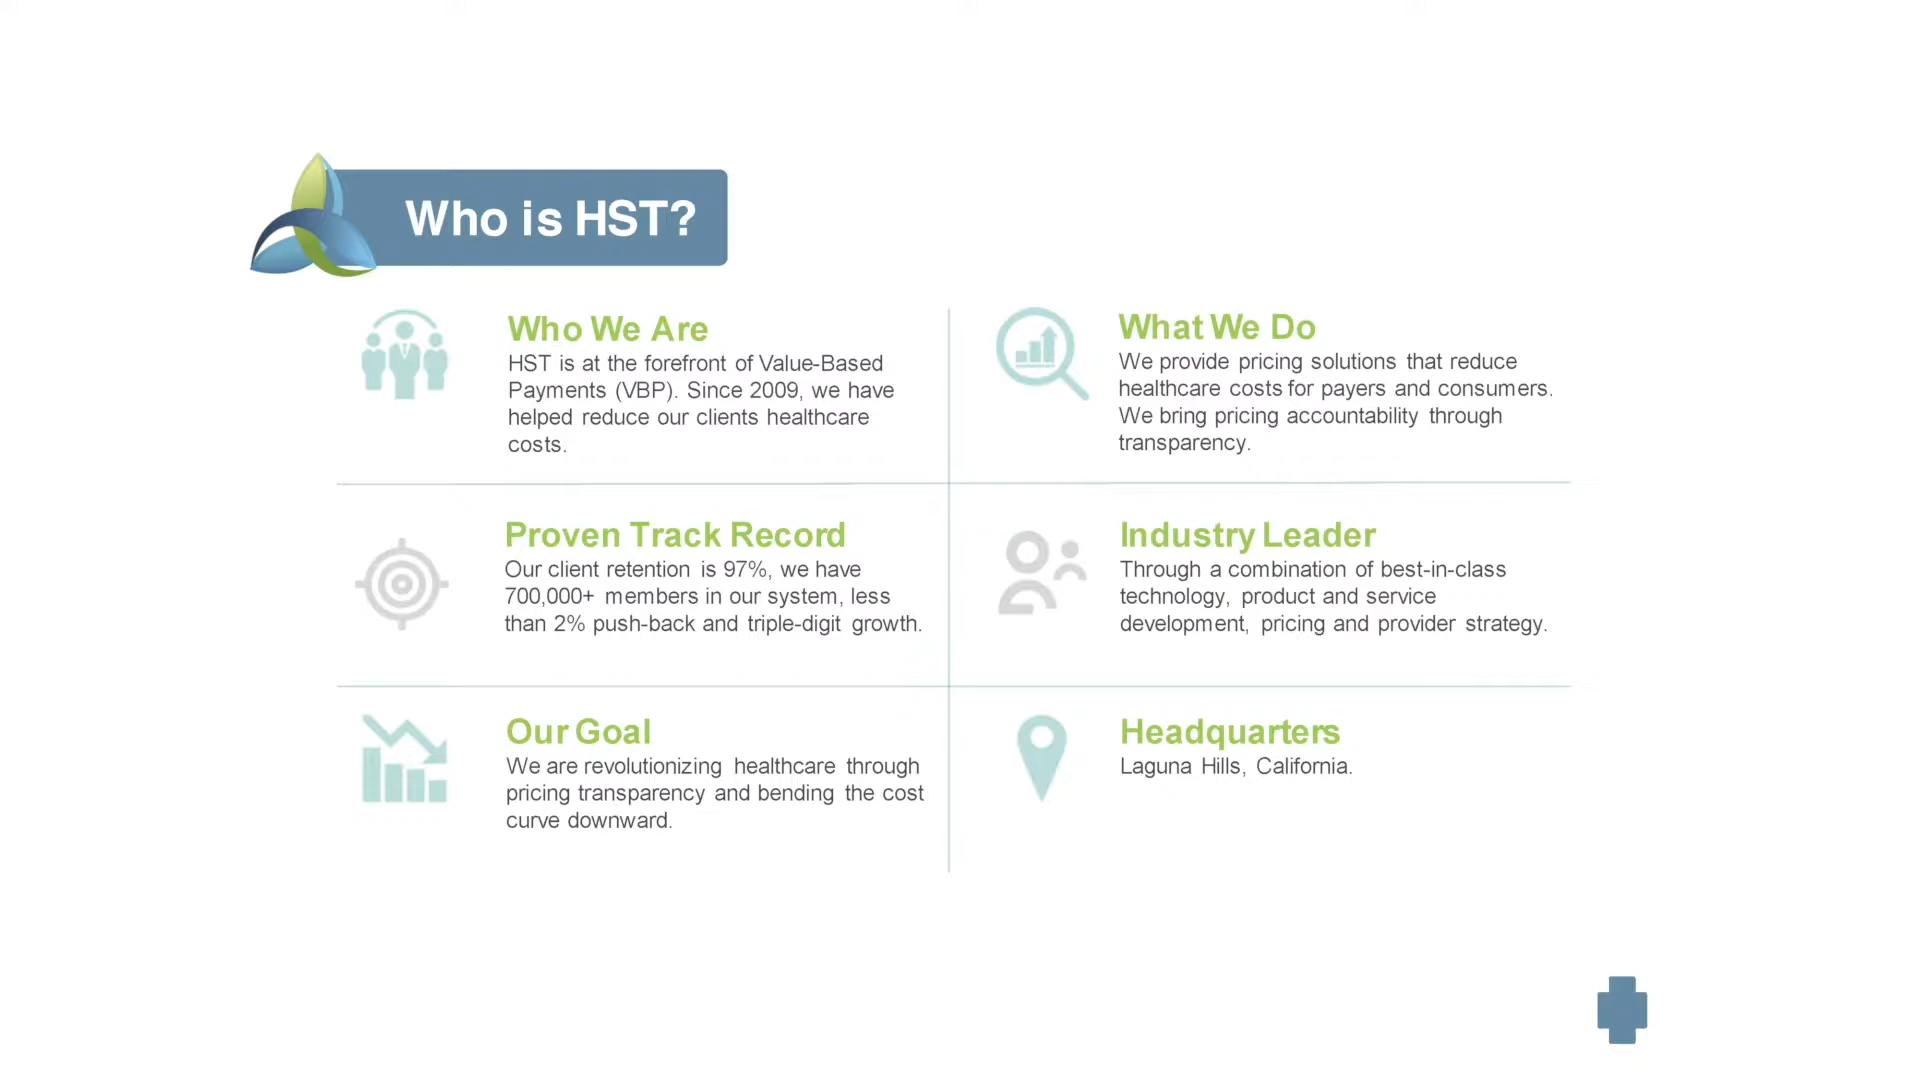 Who is HST?
Who We Are
HST is at the forefront of Value-Based
Payments (VBP). Since 2009, we have
helped reduce our clients healthcare
costs.
What We Do
We provide pricing solutions that reduce
healthcare costs for payers and consumers.
We bring pricing accountability through
transparency.
Proven Track Record
Our client retention is 97%, we have
700,000+ members in our system, less
than 2% push-back and triple-digit growth.
Industry Leader
Through a combination of best-in-class
technology, product and service
development, pricing and provider strategy.
Our Goal
We are revolutionizing healthcare through
pricing transparency and bending the cost
curve downward.
Headquarters
Laguna Hills, California.